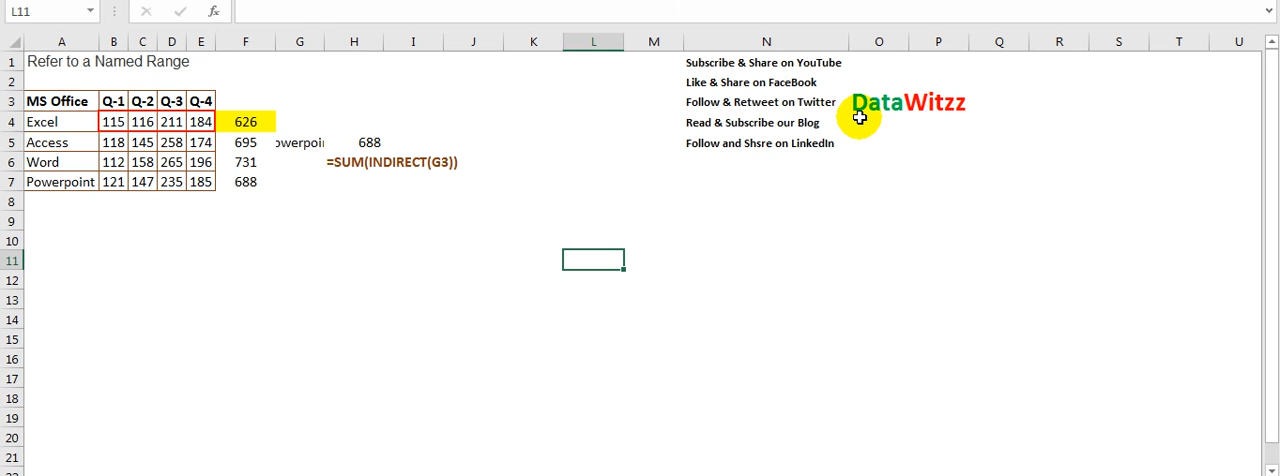 L11 fx
A B C D E F G H I J K L M N O P Q R S T U
1 Refer to a Named Range Subscribe & Share on YouTube
2 Like & Share on FaceBook
3 MS Office Q-1 Q-2 Q-3 Q-4 Follow & Retweet on Twitter DataWitzz
4 Excel 115 116 211 184 626 Read & Subscribe our Blog
5 Access 118 145 258 174 695 owerpoin 688 Follow and Shsre on LinkedIn
6 Word 112 158 265 196 731 =SUM(INDIRECT(G3))
7 Powerpoint 121 147 235 185 688
8
9
10
11
12
13
14
15
16
17
18
19
20
21